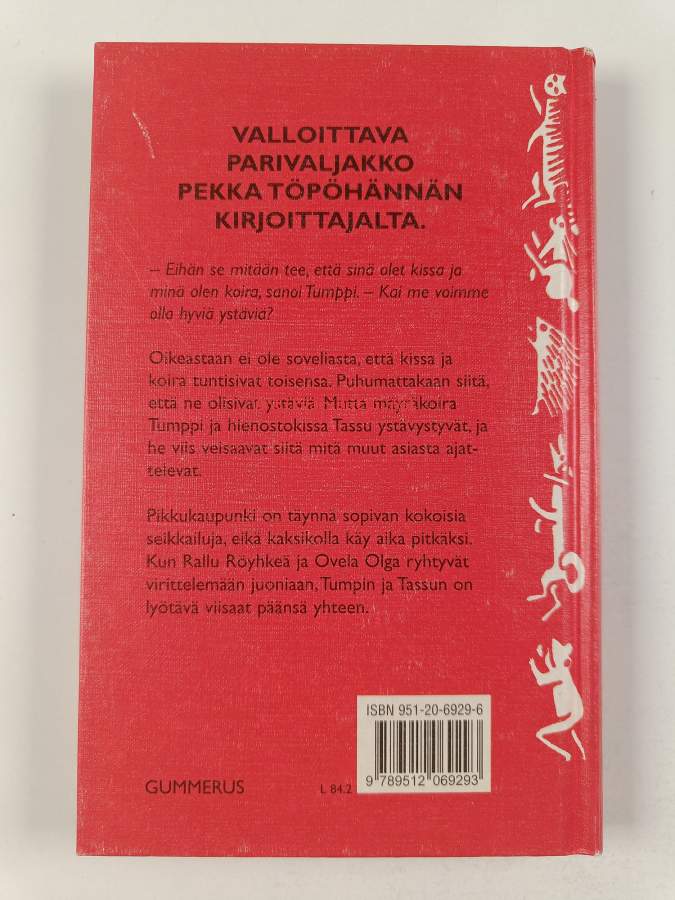 VALLOITTAVA
PARIVALJAKKO
PEKKA TÖPÖHÄNNÄN
KIRJOITTAJALTA.
– Eihän se mitään tee, että sinä olet kissa ja
minä olen koira, sanoi Tumppi. – Kai me voimme
olla hyviä ystäviä?
Oikeastaan ei ole soveliasta, että kissa ja
koira tuntisivat toisensa. Puhumattakaan siitä,
että ne olisivat ystäviä. Mutta mäyräkoira
Tumppi ja hienostokissa Tassu ystävystyvät, ja
he viis veisaavat siitä mitä muut asiasta ajat-
televat.
Pikkukaupunki on täynnä sopivan kokoisia
seikkailuja, eikä kaksikolla käy aika pitkäksi.
Kun Rallu Röyhkeä ja Ovela Olga ryhtyvät
virittelemään juoniaan, Tumpin ja Tassun on
lyötävä viisaat päänsä yhteen.
ISBN 951-20-6929-6
9 789512 069293
GUMMERUS
L 84.2